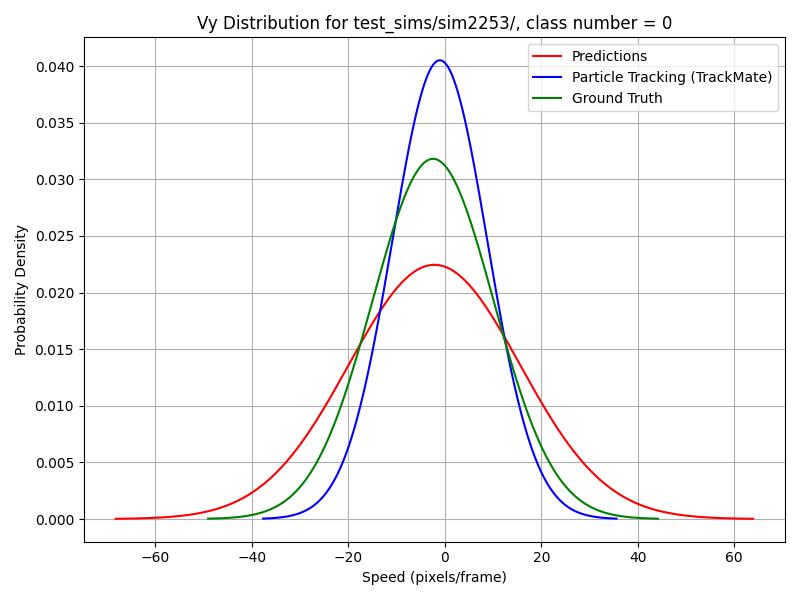 Vy Distribution for test_sims/sim2253/, class number = 0
Predictions
Particle Tracking (TrackMate)
Ground Truth
Probability Density
0.040
0.035
0.030
0.025
0.020
0.015
0.010
0.005
0.000
−60 −40 −20 0 20 40 60
Speed (pixels/frame)